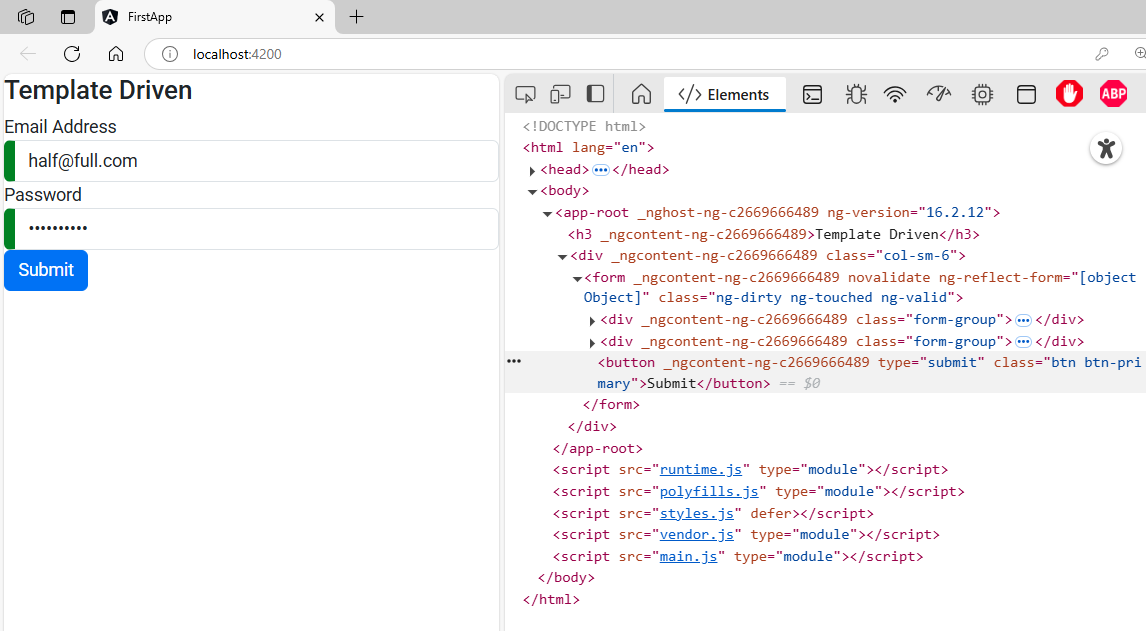 FirstApp
localhost:4200
Template Driven
Email Address
half@full.com
Password
••••••••••
Submit
Elements
ABP
<!DOCTYPE html>
<html lang="en">
<head>•••</head>
<body>
<app-root _nghost-ng-c2669666489 ng-version="16.2.12">
<h3 _ngcontent-ng-c2669666489>Template Driven</h3>
<div _ngcontent-ng-c2669666489 class="col-sm-6">
<form _ngcontent-ng-c2669666489 novalidate ng-reflect-form="[object
Object]" class="ng-dirty ng-touched ng-valid">
<div _ngcontent-ng-c2669666489 class="form-group">•••</div>
<div _ngcontent-ng-c2669666489 class="form-group">•••</div>
<button _ngcontent-ng-c2669666489 type="submit" class="btn btn-pri
mary">Submit</button> == $0
</form>
</div>
</app-root>
<script src="runtime.js" type="module"></script>
<script src="polyfills.js" type="module"></script>
<script src="styles.js" defer></script>
<script src="vendor.js" type="module"></script>
<script src="main.js" type="module"></script>
</body>
</html>